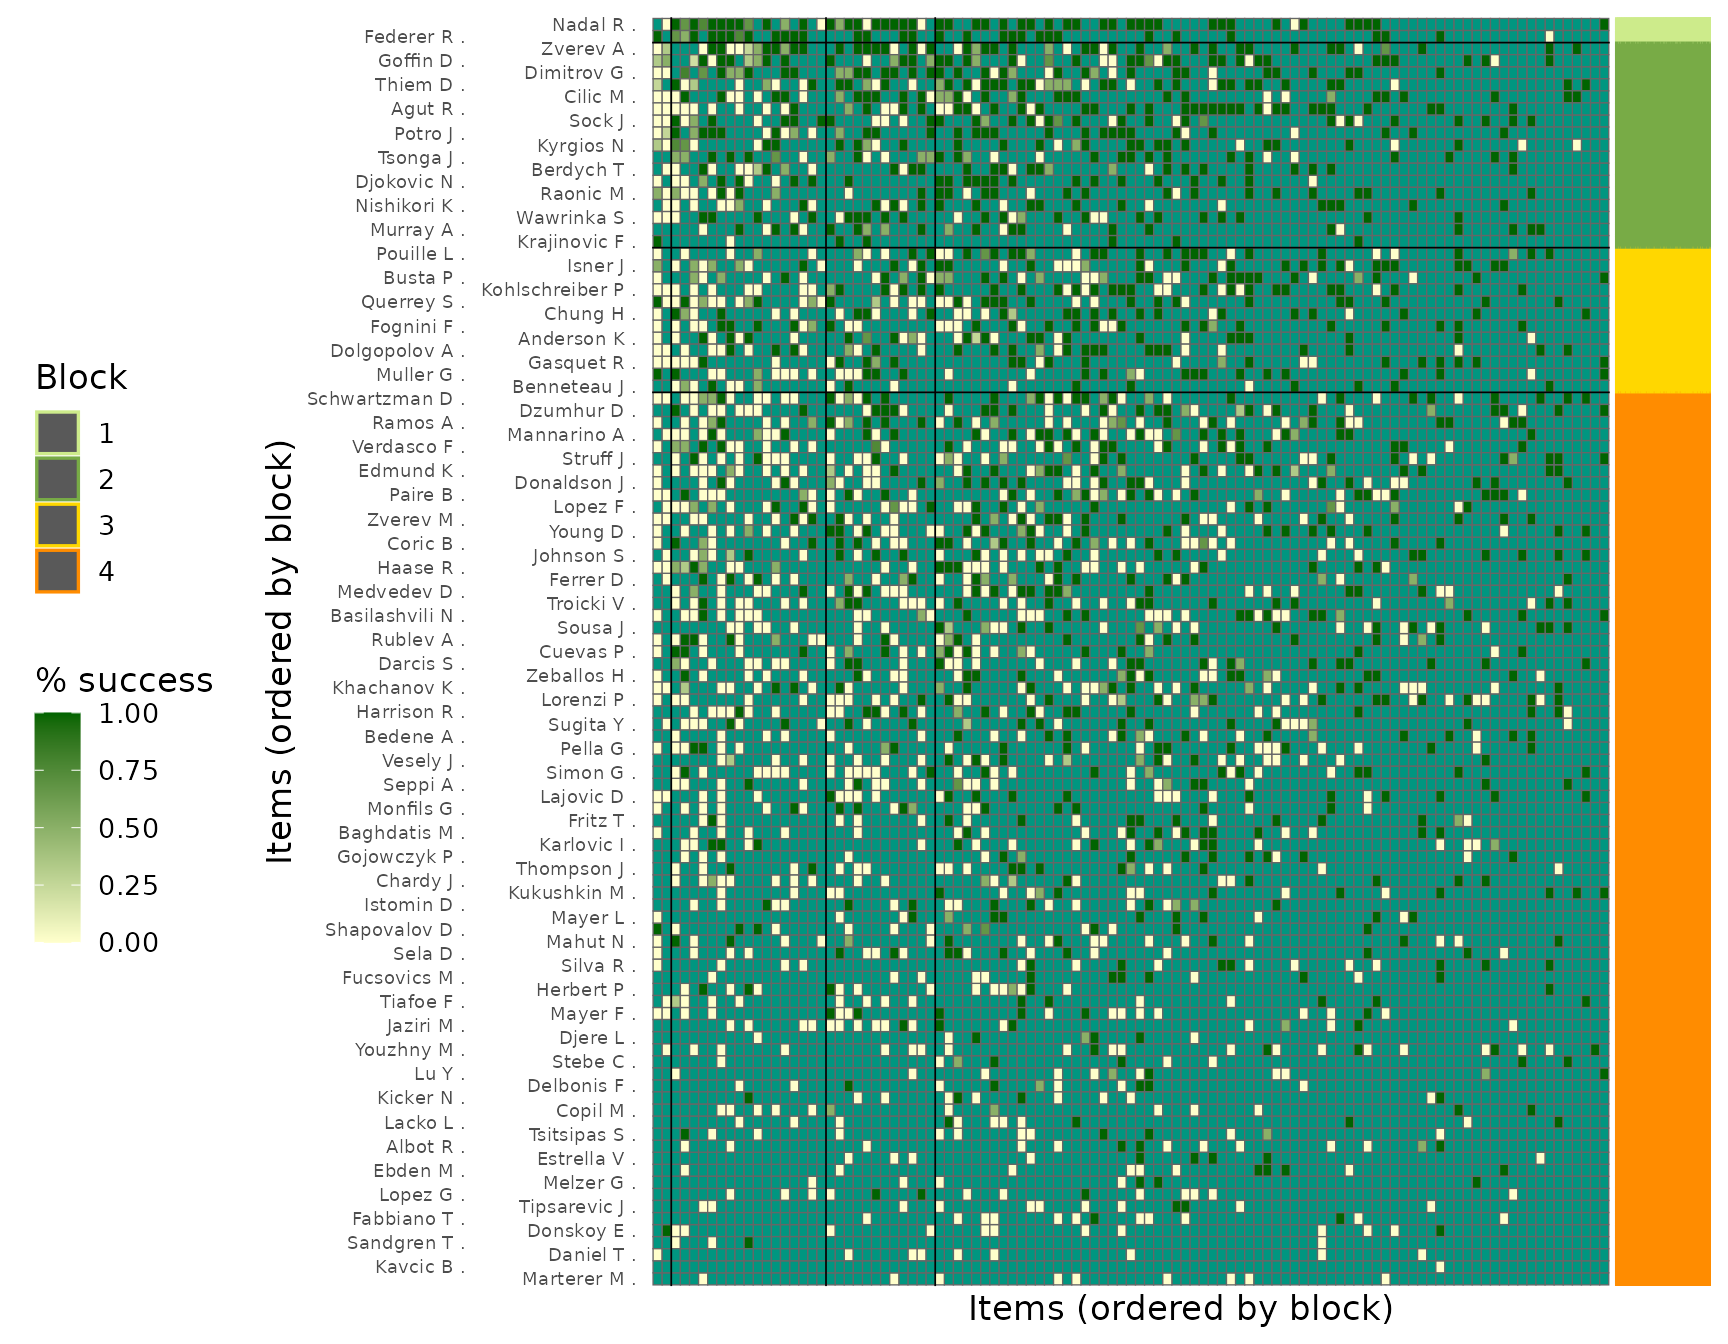 Nadal R .
Federer R .
Zverev A .
Goffin D .
Dimitrov G .
Thiem D .
Cilic M .
Agut R .
Sock J .
Potro J .
Kyrgios N .
Tsonga J .
Berdych T .
Djokovic N .
Raonic M .
Nishikori K .
Wawrinka S .
Murray A .
Krajinovic F .
Pouille L .
Isner J .
Busta P .
Kohlschreiber P .
Querrey S .
Chung H .
Fognini F .
Anderson K .
Dolgopolov A .
Gasquet R .
Muller G .
Benneteau J .
Schwartzman D .
Dzumhur D .
Ramos A .
Mannarino A .
Verdasco F .
Struff J .
Edmund K .
Donaldson J .
Paire B .
Lopez F .
Zverev M .
Young D .
Coric B .
Johnson S .
Haase R .
Ferrer D .
Medvedev D .
Troicki V .
Basilashvili N .
Sousa J .
Rublev A .
Cuevas P .
Darcis S .
Zeballos H .
Khachanov K .
Lorenzi P .
Harrison R .
Sugita Y .
Bedene A .
Pella G .
Vesely J .
Simon G .
Seppi A .
Lajovic D .
Monfils G .
Fritz T .
Baghdatis M .
Karlovic I .
Gojowczyk P .
Thompson J .
Chardy J .
Kukushkin M .
Istomin D .
Mayer L .
Shapovalov D .
Mahut N .
Sela D .
Silva R .
Fucsovics M .
Herbert P .
Tiafoe F .
Mayer F .
Jaziri M .
Djere L .
Youzhny M .
Stebe C .
Lu Y .
Delbonis F .
Kicker N .
Copil M .
Lacko L .
Tsitsipas S .
Albot R .
Estrella V .
Ebden M .
Melzer G .
Lopez G .
Tipsarevic J .
Fabbiano T .
Donskoy E .
Sandgren T .
Daniel T .
Kavcic B .
Marterer M .
Items (ordered by block)
Items (ordered by block)
Block
1
2
3
4
% success
1.00
0.75
0.50
0.25
0.00